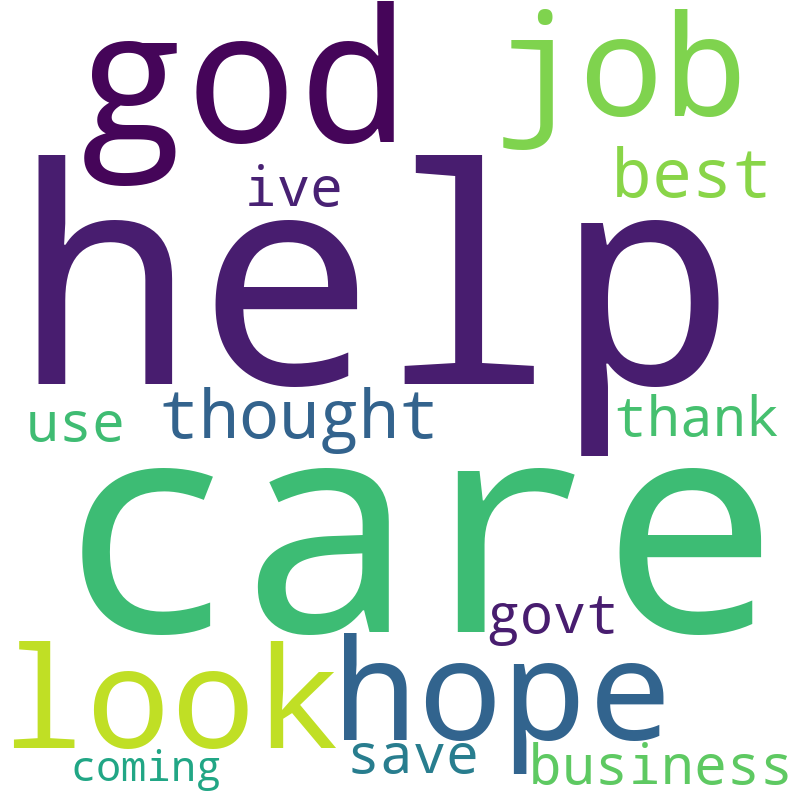 god
job
ive
best
help
use
thought
thank
care
govt
look
hope
coming
save
business